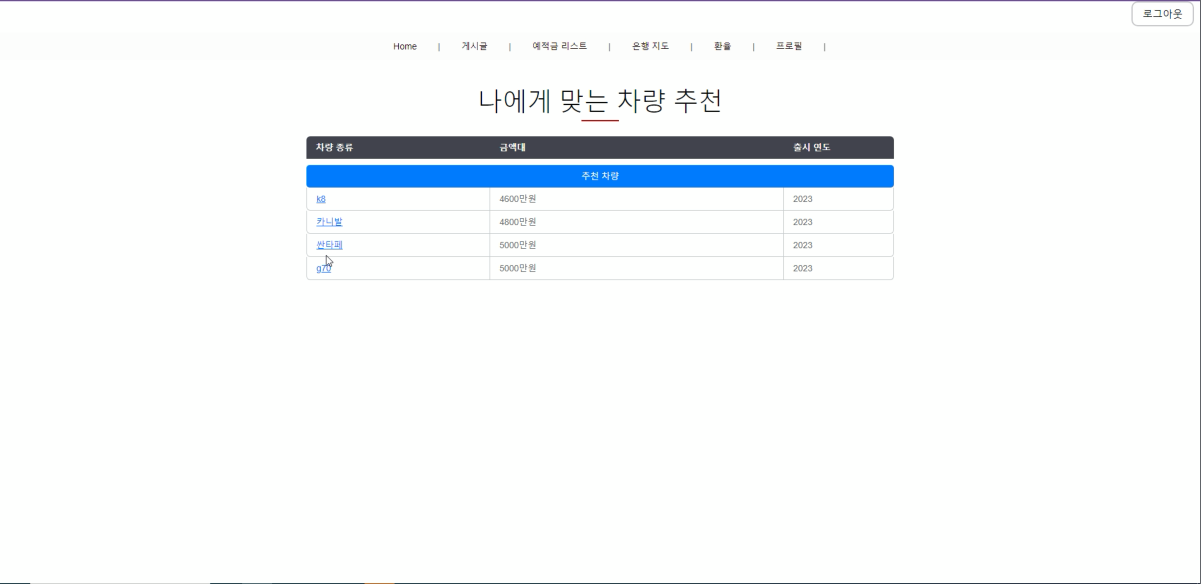 로그아웃
Home | 게시글 | 예적금 리스트 | 은행 지도 | 환율 | 프로필 |
나에게 맞는 차량 추천
차량 종류 금액대 출시 연도
추천 차량
k8 4600만원 2023
카니발 4800만원 2023
싼타페 5000만원 2023
g70 5000만원 2023